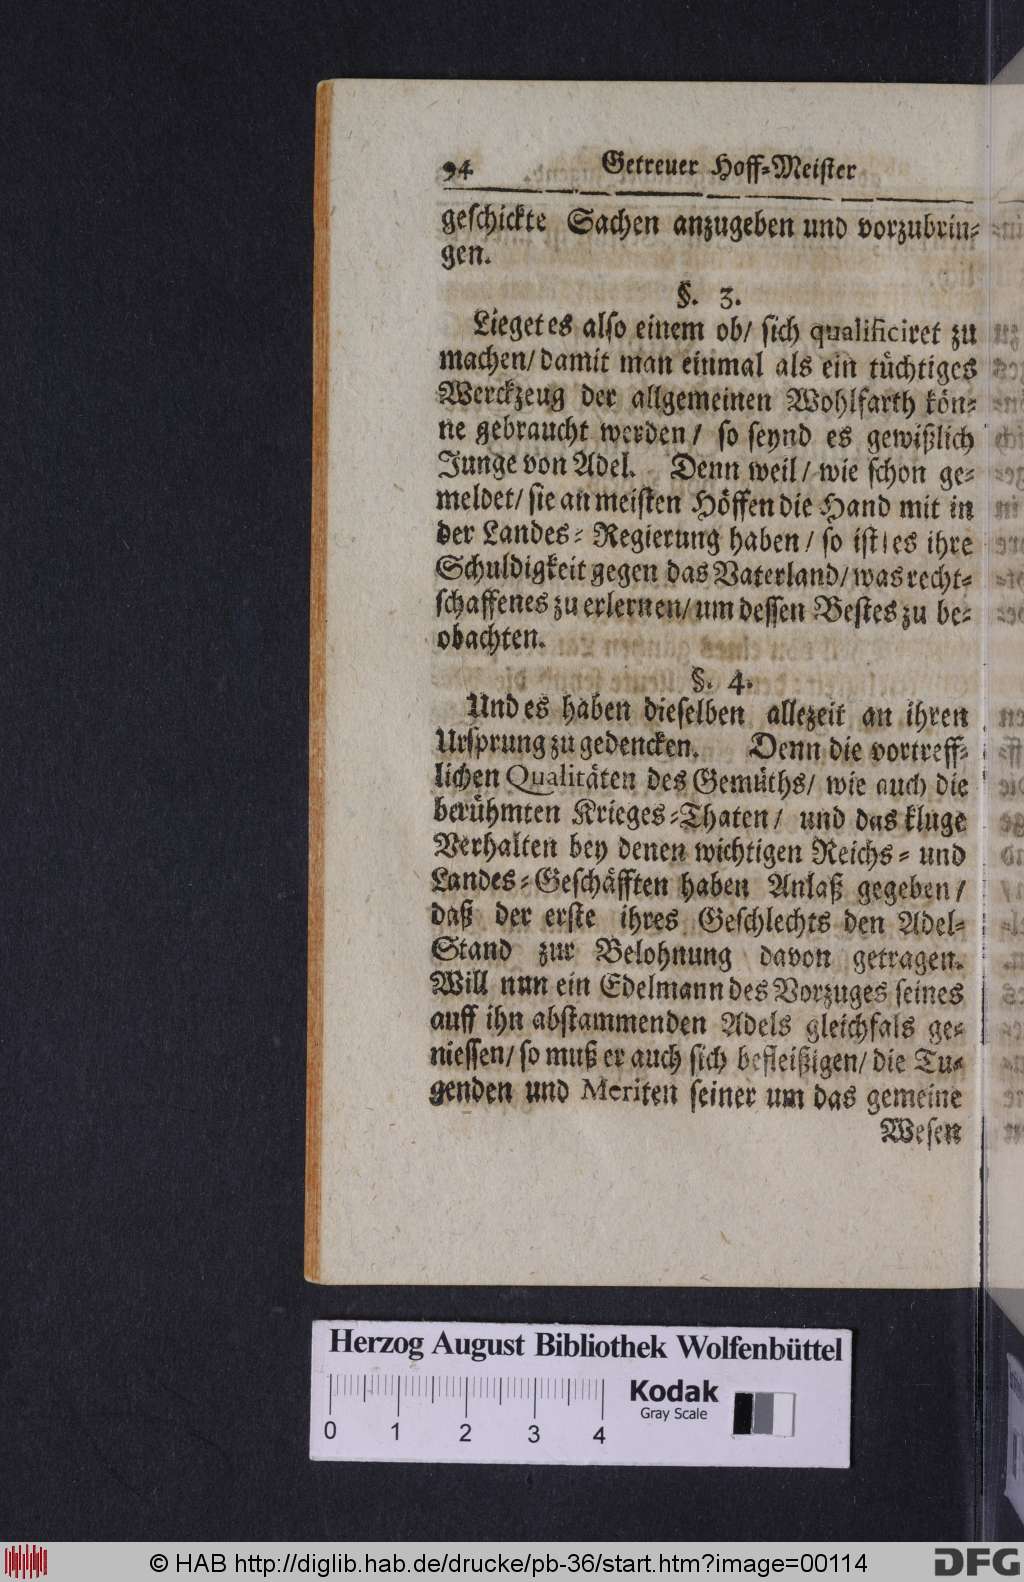 94 Getreuer Hoff-Meister
geschickte Sachen anzugeben und vorzubrin-
gen.
§. 3.
Lieget es also einem ob/ sich qualificiret zu
machen/ damit man einmal als ein tüchtiges
Werckzeug der allgemeinen Wohlfarth kön-
ne gebraucht werden/ so seynd es gewißlich
Junge von Adel. Denn weil/ wie schon ge-
meldet/ sie an meisten Höffen die Hand mit in
der Landes-Regierung haben/ so ist es ihre
Schuldigkeit gegen das Vaterland/ was recht-
schaffenes zu erlernen/ um dessen Bestes zu be-
obachten.
§. 4.
Und es haben dieselben allezeit an ihren
Ursprung zu gedencken. Denn die vortreff-
lichen Qualitäten des Gemüths/ wie auch die
berühmten Krieges-Thaten/ und das kluge
Verhalten bey denen wichtigen Reichs- und
Landes-Geschäfften haben Anlaß gegeben/
daß der erste ihres Geschlechts den Adel-
Stand zur Belohnung davon getragen.
Will nun ein Edelmann des Vorzuges seines
auff ihn abstammenden Adels gleichfals ge-
niessen/ so muß er auch sich befleißigen/ die Tu-
genden und Meriten seiner um das gemeine
Wesen
Herzog August Bibliothek Wolfenbüttel
Kodak
Gray Scale
0 1 2 3 4
© HAB http://diglib.hab.de/drucke/pb-36/start.htm?image=00114
DFG